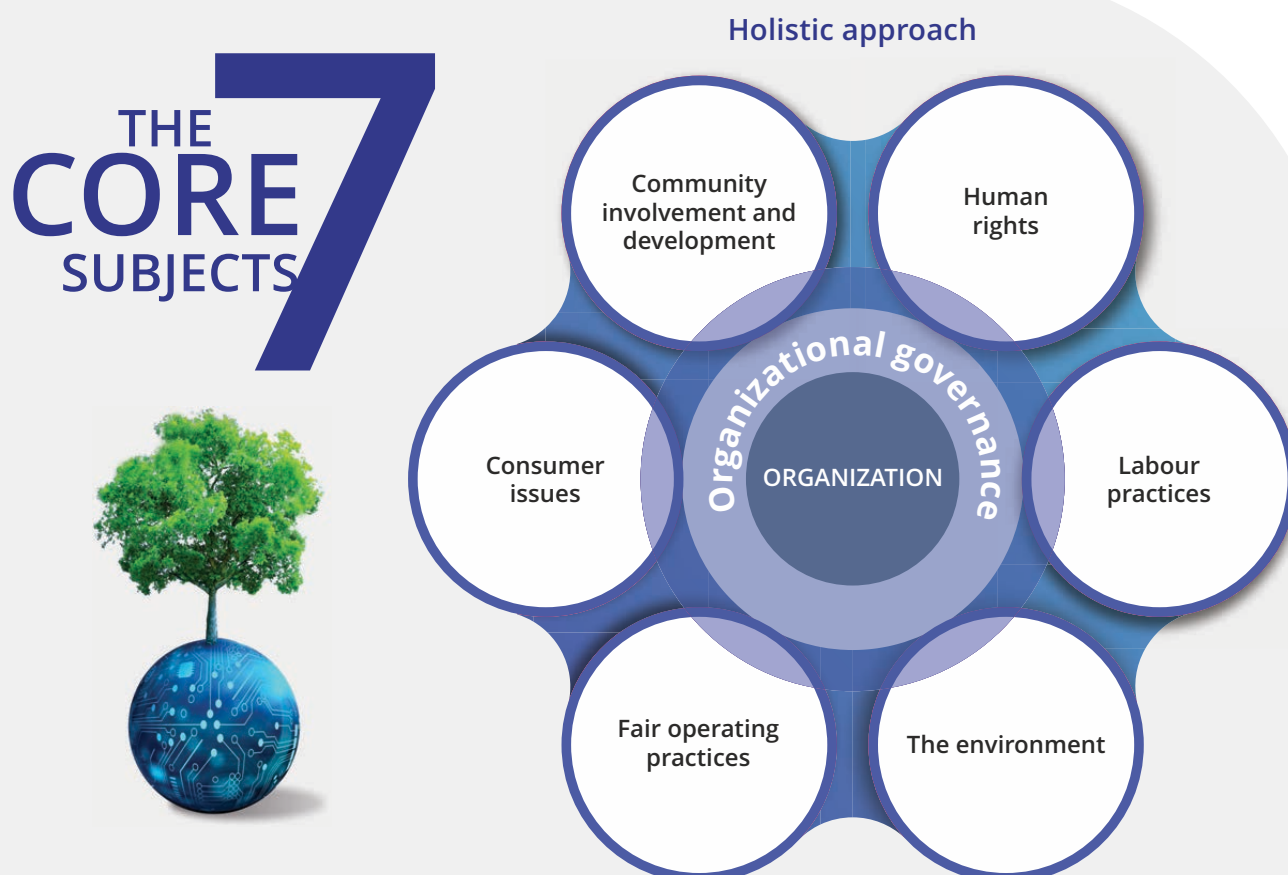 THE
CORE
SUBJECTS
7
Holistic approach
Community
involvement and
development
Human
rights
Organizational governance
ORGANIZATION
Consumer
issues
Labour
practices
Fair operating
practices
The environment